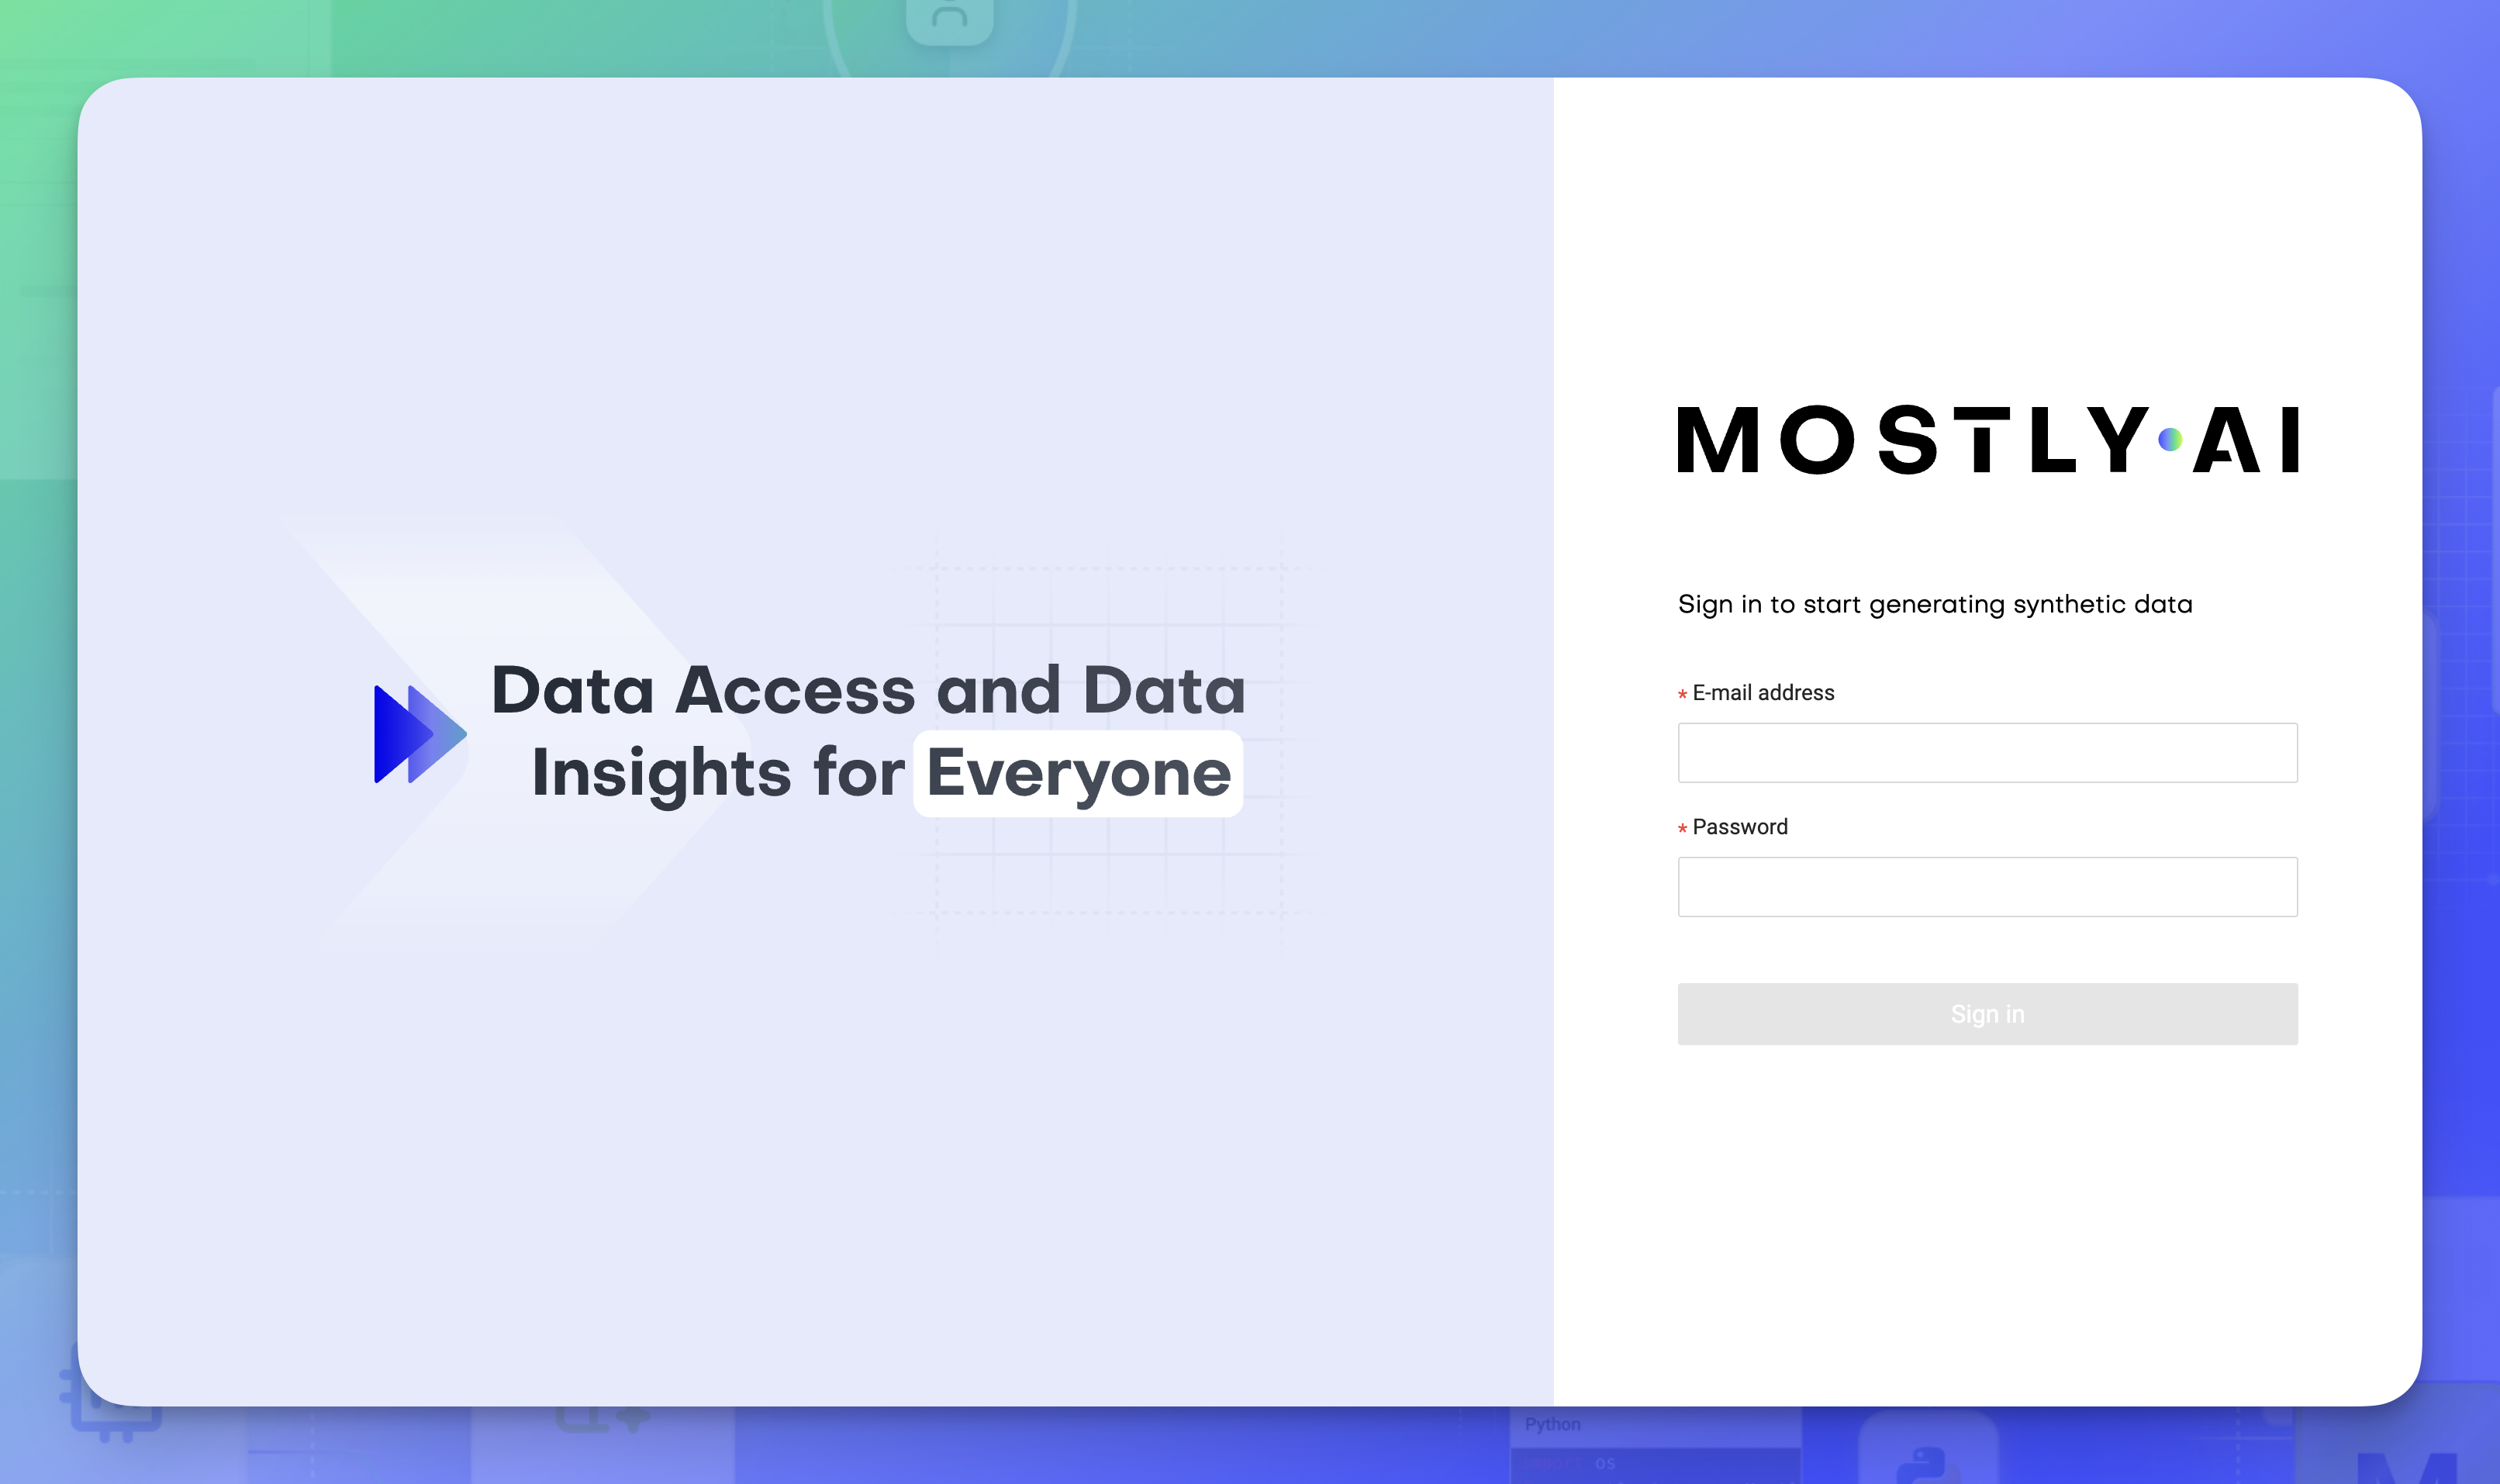 Data Access and Data
Insights for Everyone
MOSTLY AI
Sign in to start generating synthetic data
* E-mail address
* Password
Sign in
Python
OS
M